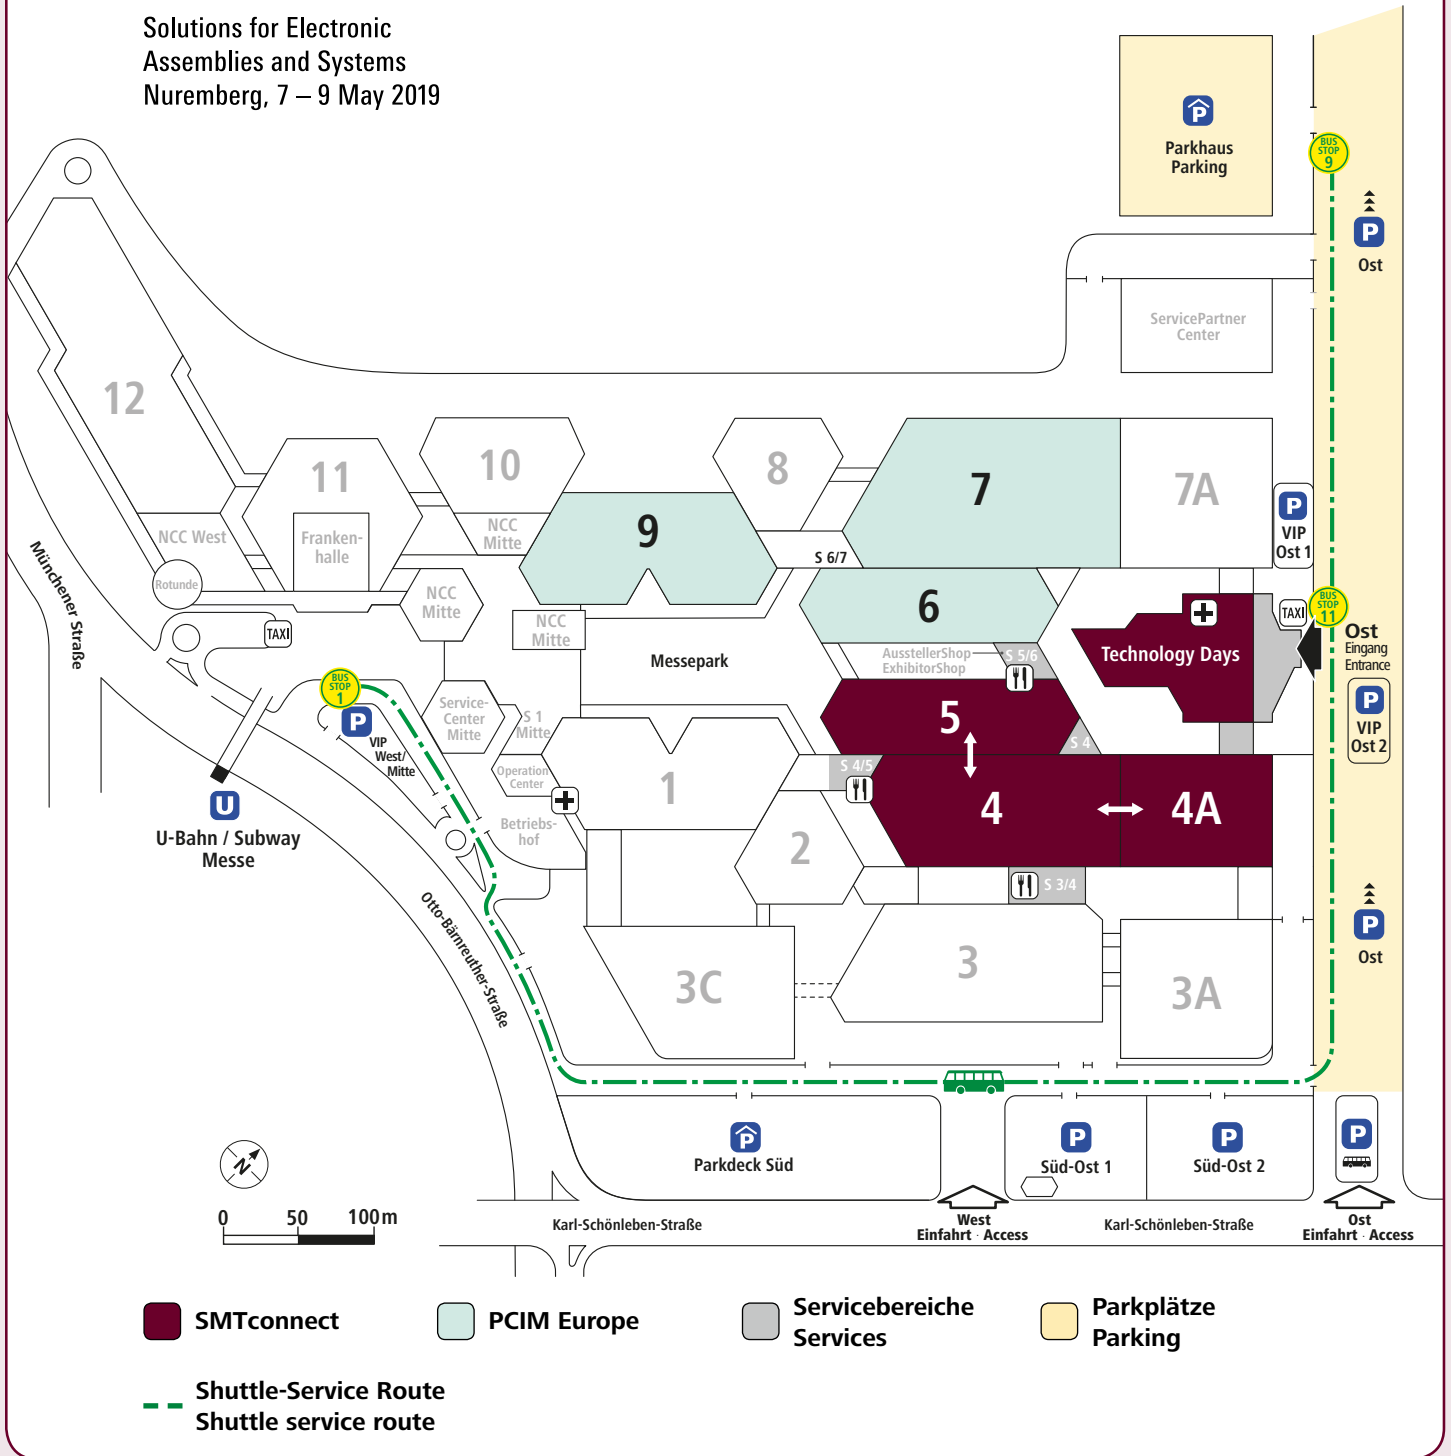 Solutions for Electronic
Assemblies and Systems
Nuremberg, 7 – 9 May 2019
P
Parkhaus
Parking
BUS
STOP
9
P
Ost
ServicePartner
Center
12
11
10
8
7
7A
9
NCC West
Franken-
halle
NCC
Mitte
S 6/7
P
VIP
Ost 1
Rotunde
NCC
Mitte
6
TAXI
BUS
STOP
11
Münchener Straße
TAXI
NCC
Mitte
Messepark
AusstellerShop
ExhibitorShop
S 5/6
Technology Days
Ost
Eingang
Entrance
BUS
STOP
1
P
VIP
West/
Mitte
Service-
Center
Mitte
S 1
Mitte
5
S 4
P
VIP
Ost 2
Operation
Center
S 4/5
1
4
4A
U
U-Bahn / Subway
Messe
Betriebs-
hof
2
S 3/4
Otto-Bärnreuther-Straße
P
Ost
3C
3
3A
P
Parkdeck Süd
P
Süd-Ost 1
P
Süd-Ost 2
P
N
0 50 100m
Karl-Schönleben-Straße
West
Einfahrt · Access
Karl-Schönleben-Straße
Ost
Einfahrt · Access
SMTconnect
PCIM Europe
Servicebereiche
Services
Parkplätze
Parking
Shuttle-Service Route
Shuttle service route